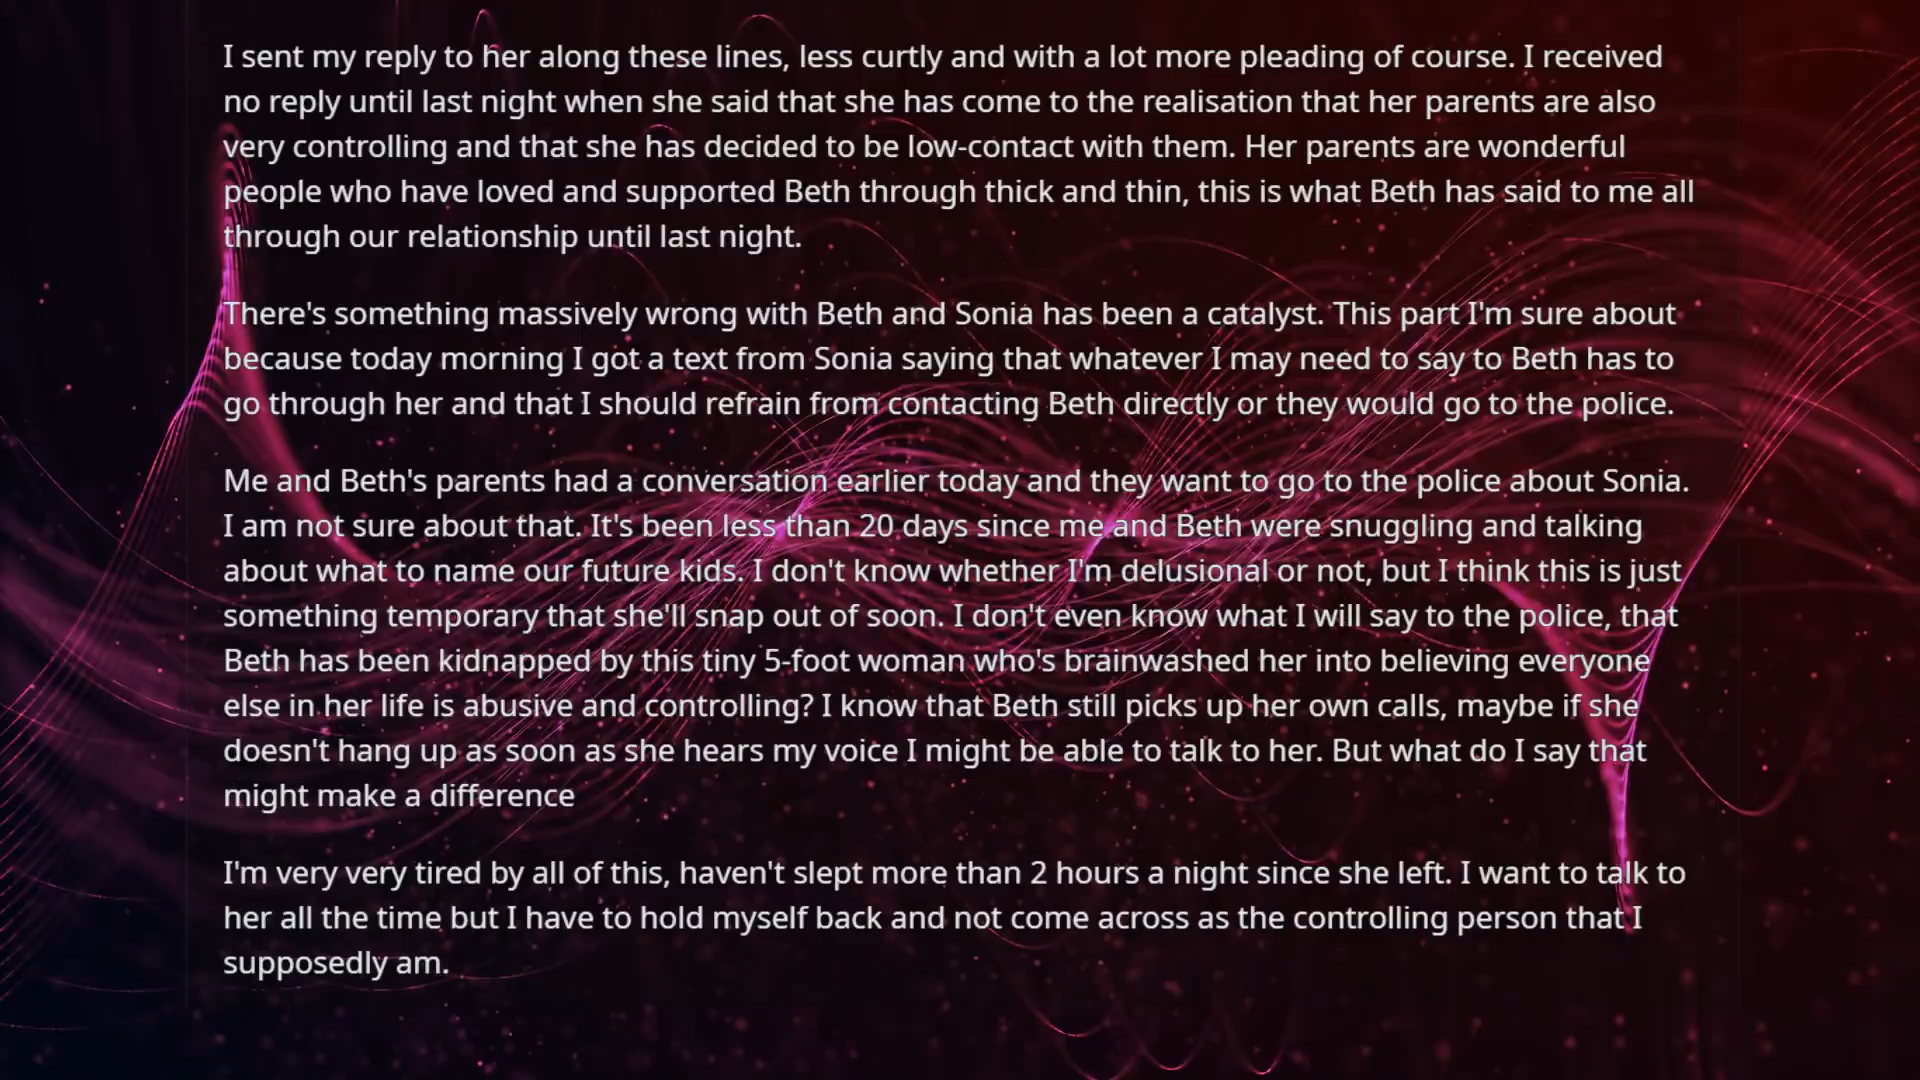 I sent my reply to her along these lines, less curtly and with a lot more pleading of course. I received
no reply until last night when she said that she has come to the realisation that her parents are also
very controlling and that she has decided to be low-contact with them. Her parents are wonderful
people who have loved and supported Beth through thick and thin, this is what Beth has said to me all
through our relationship until last night.
There's something massively wrong with Beth and Sonia has been a catalyst. This part I'm sure about
because today morning I got a text from Sonia saying that whatever I may need to say to Beth has to
go through her and that I should refrain from contacting Beth directly or they would go to the police.
Me and Beth's parents had a conversation earlier today and they want to go to the police about Sonia.
I am not sure about that. It's been less than 20 days since me and Beth were snuggling and talking
about what to name our future kids. I don't know whether I'm delusional or not, but I think this is just
something temporary that she'll snap out of soon. I don't even know what I will say to the police, that
Beth has been kidnapped by this tiny 5-foot woman who's brainwashed her into believing everyone
else in her life is abusive and controlling? I know that Beth still picks up her own calls, maybe if she
doesn't hang up as soon as she hears my voice I might be able to talk to her. But what do I say that
might make a difference
I'm very very tired by all of this, haven't slept more than 2 hours a night since she left. I want to talk to
her all the time but I have to hold myself back and not come across as the controlling person that I
supposedly am.